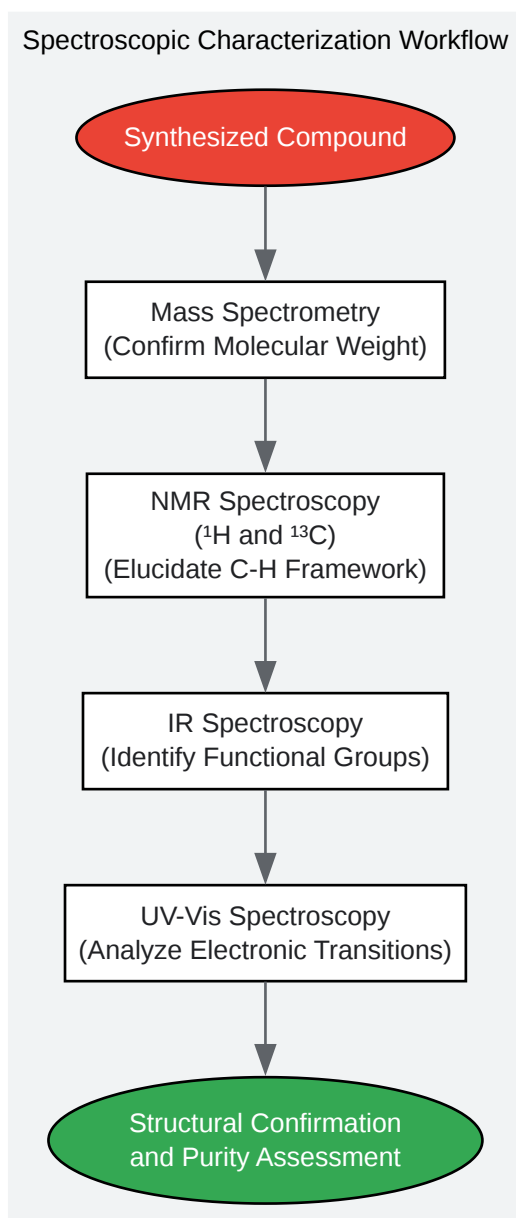 Spectroscopic Characterization Workflow
Synthesized Compound
Mass Spectrometry
(Confirm Molecular Weight)
NMR Spectroscopy
(¹H and ¹³C)
(Elucidate C-H Framework)
IR Spectroscopy
(Identify Functional Groups)
UV-Vis Spectroscopy
(Analyze Electronic Transitions)
Structural Confirmation
and Purity Assessment